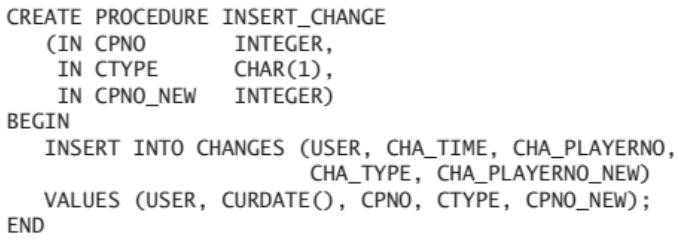 CREATE PROCEDURE INSERT_CHANGE
   (IN CPNO       INTEGER,
    IN CTYPE      CHAR(1),
    IN CPNO_NEW   INTEGER)
BEGIN
   INSERT INTO CHANGES (USER, CHA_TIME, CHA_PLAYERNO,
                        CHA_TYPE, CHA_PLAYERNO_NEW)
   VALUES (USER, CURDATE(), CPNO, CTYPE, CPNO_NEW);
END